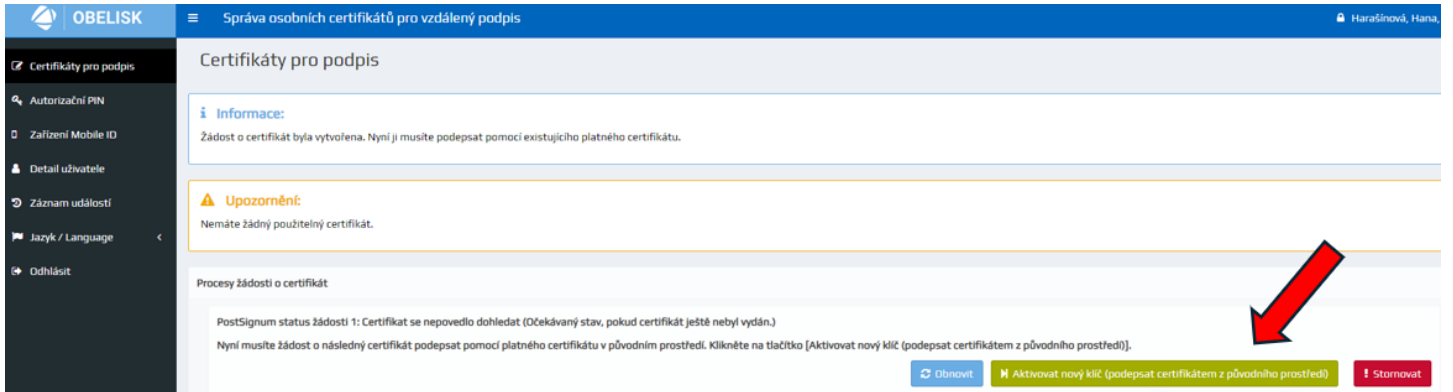 OBELISK
Správa osobních certifikátů pro vzdálený podpis
Harašínová, Hana,
Certifikáty pro podpis
Autorizační PIN
Zařízení Mobile ID
Detail uživatele
Záznam událostí
Jazyk / Language
Odhlásit
Certifikáty pro podpis
Informace:
Žádost o certifikát byla vytvořena. Nyní ji musíte podepsat pomocí existujícího platného certifikátu.
Upozornění:
Nemáte žádný použitelný certifikát.
Procesy žádosti o certifikát
PostSignum status žádosti 1: Certifikat se nepovedlo dohledat (Očekávaný stav, pokud certifikát ještě nebyl vydán.)
Nyní musíte žádost o následný certifikát podepsat pomocí platného certifikátu v původním prostředí. Klikněte na tlačítko [Aktivovat nový klíč (podepsat certifikátem z původního prostředí)].
Obnovit
Aktivovat nový klíč (podepsat certifikátem z původního prostředí)
Stornovat